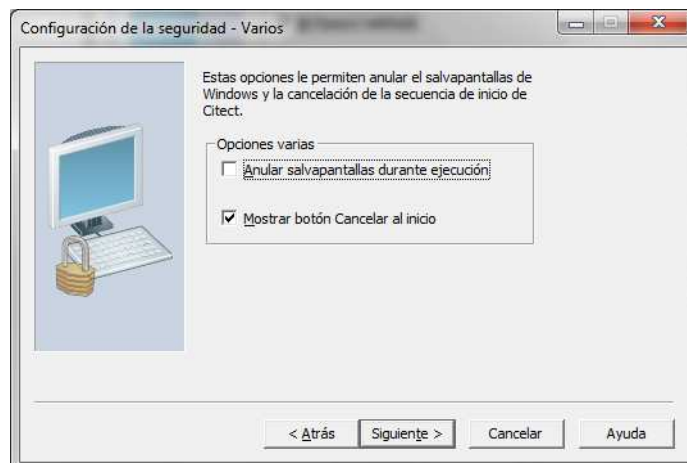 Configuración de la seguridad - Varios
Estas opciones le permiten anular el salvapantallas de
Windows y la cancelación de la secuencia de inicio de
Citect.
Opciones varias
Anular salvapantallas durante ejecución
Mostrar botón Cancelar al inicio
< Atrás Siguiente > Cancelar Ayuda